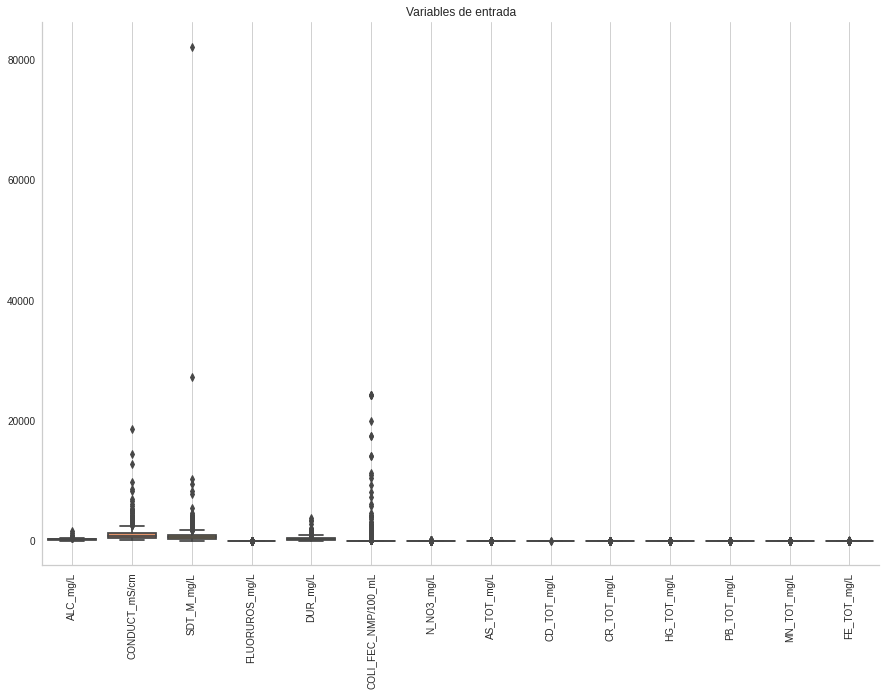 Variables de entrada
80000
60000
40000
20000
0
ALC_mg/L
CONDUCT_mS/cm
SDT_M_mg/L
FLUORUROS_mg/L
DUR_mg/L
COLI_FEC_NMP/100_mL
N_NO3_mg/L
AS_TOT_mg/L
CD_TOT_mg/L
CR_TOT_mg/L
HG_TOT_mg/L
PB_TOT_mg/L
MN_TOT_mg/L
FE_TOT_mg/L